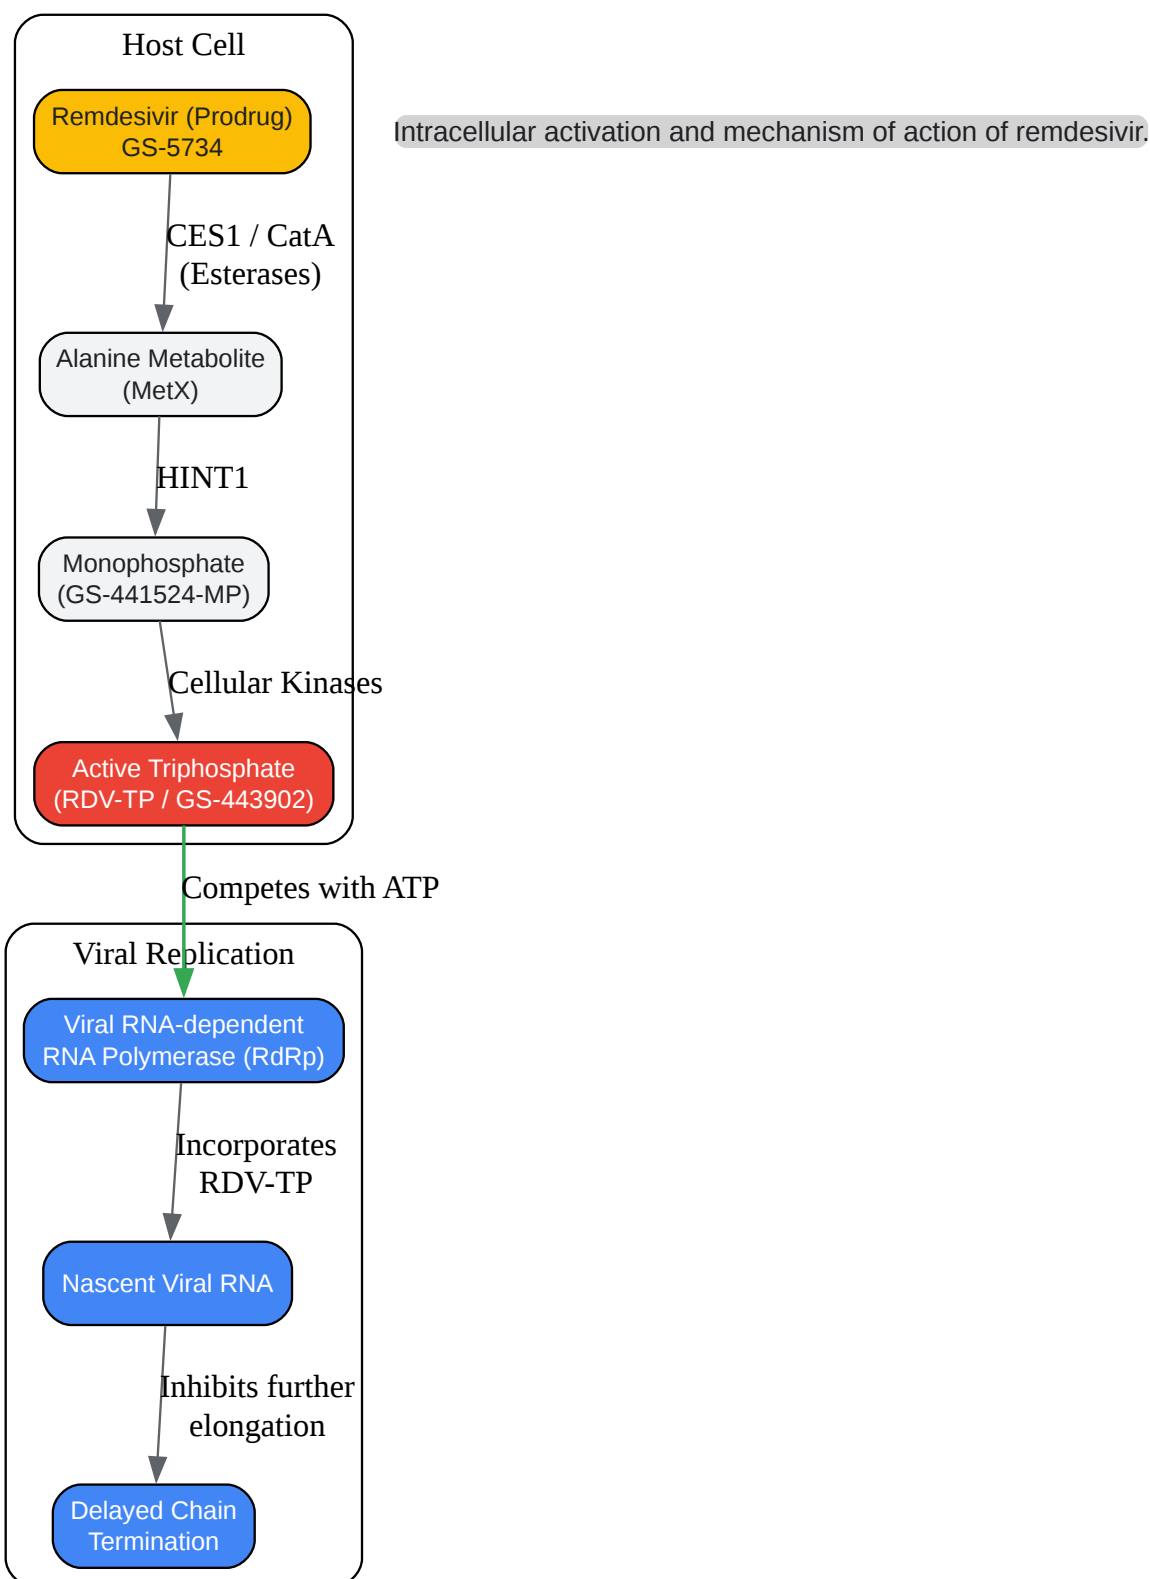 Host Cell
Remdesivir (Prodrug)
GS-5734
Intracellular activation and mechanism of action of remdesivir.
CES1 / CatA
(Esterases)
Alanine Metabolite
(MetX)
HINT1
Monophosphate
(GS-441524-MP)
Cellular Kinases
Active Triphosphate
(RDV-TP / GS-443902)
Competes with ATP
Viral Replication
Viral RNA-dependent
RNA Polymerase (RdRp)
Incorporates
RDV-TP
Nascent Viral RNA
Inhibits further
elongation
Delayed Chain
Termination